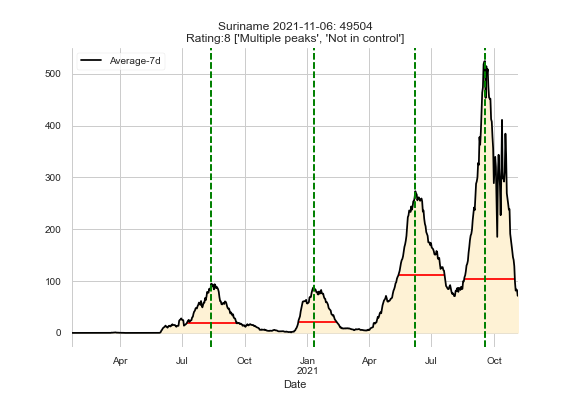 Suriname 2021-11-06: 49504
Rating:8 ['Multiple peaks', 'Not in control']
Average-7d
500
400
300
200
100
0
Apr Jul Oct Jan Apr Jul Oct
2021
Date